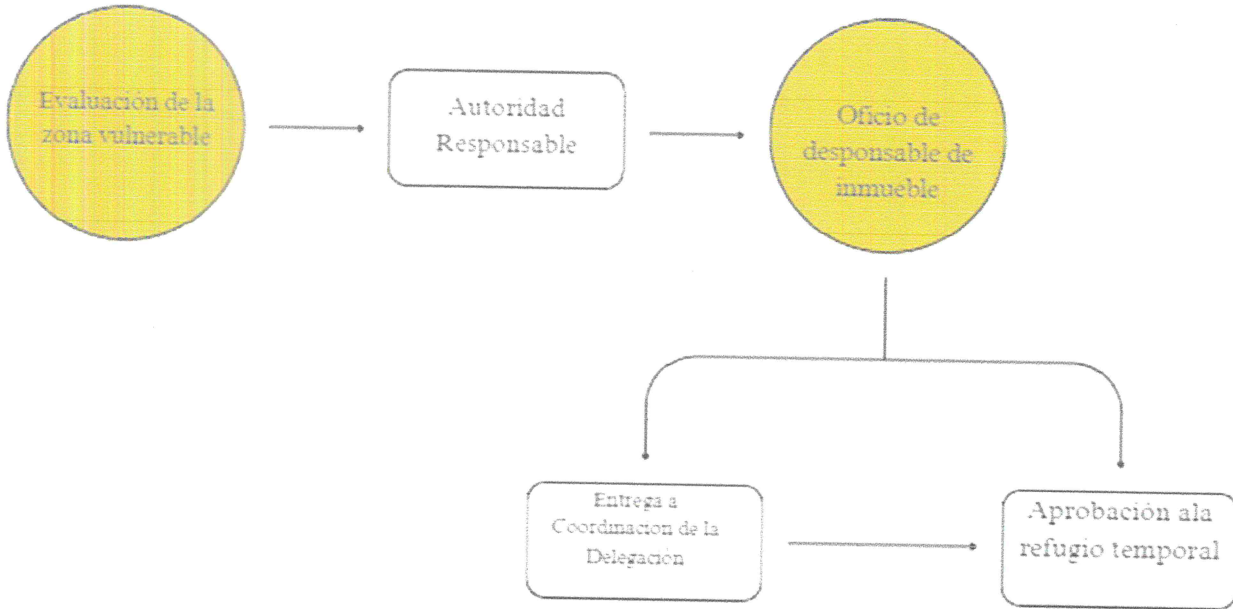 Evaluación de la
zona vulnerable
Autoridad
Responsable
Oficio de
desponsable de
inmueble
Entrega a
Coordinacion de la
Delegación
Aprobación ala
refugio temporal